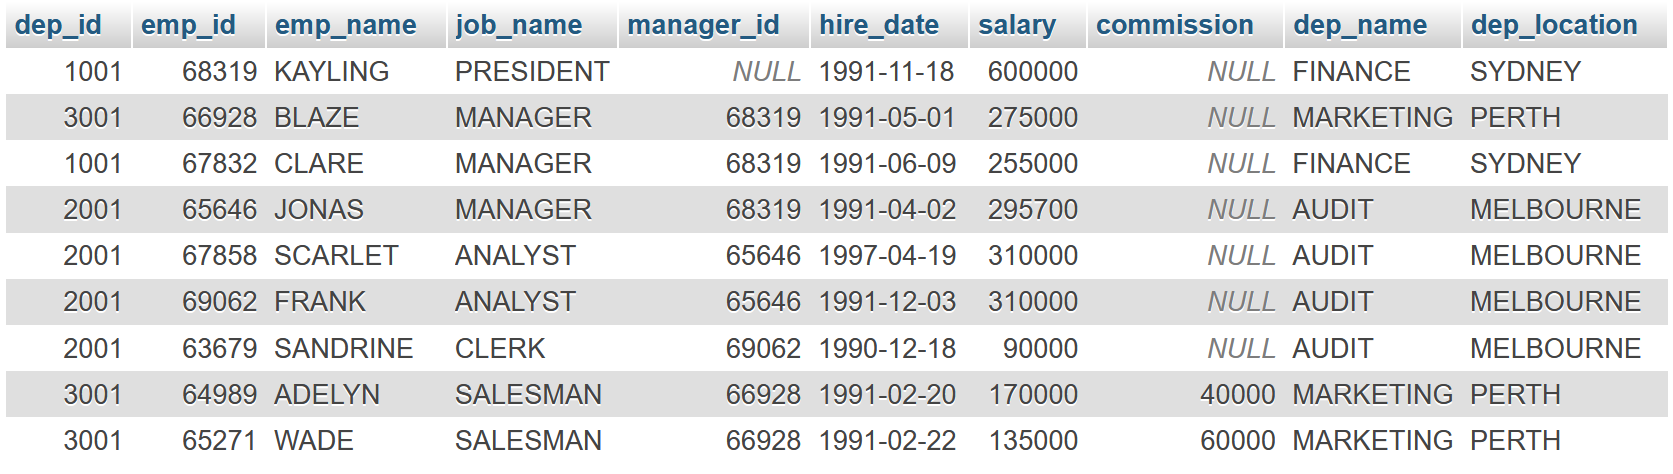 dep_id emp_id emp_name job_name manager_id hire_date salary commission dep_name dep_location
1001 68319 KAYLING PRESIDENT NULL 1991-11-18 600000 NULL FINANCE SYDNEY
3001 66928 BLAZE MANAGER 68319 1991-05-01 275000 NULL MARKETING PERTH
1001 67832 CLARE MANAGER 68319 1991-06-09 255000 NULL FINANCE SYDNEY
2001 65646 JONAS MANAGER 68319 1991-04-02 295700 NULL AUDIT MELBOURNE
2001 67858 SCARLET ANALYST 65646 1997-04-19 310000 NULL AUDIT MELBOURNE
2001 69062 FRANK ANALYST 65646 1991-12-03 310000 NULL AUDIT MELBOURNE
2001 63679 SANDRINE CLERK 69062 1990-12-18 90000 NULL AUDIT MELBOURNE
3001 64989 ADELYN SALESMAN 66928 1991-02-20 170000 40000 MARKETING PERTH
3001 65271 WADE SALESMAN 66928 1991-02-22 135000 60000 MARKETING PERTH